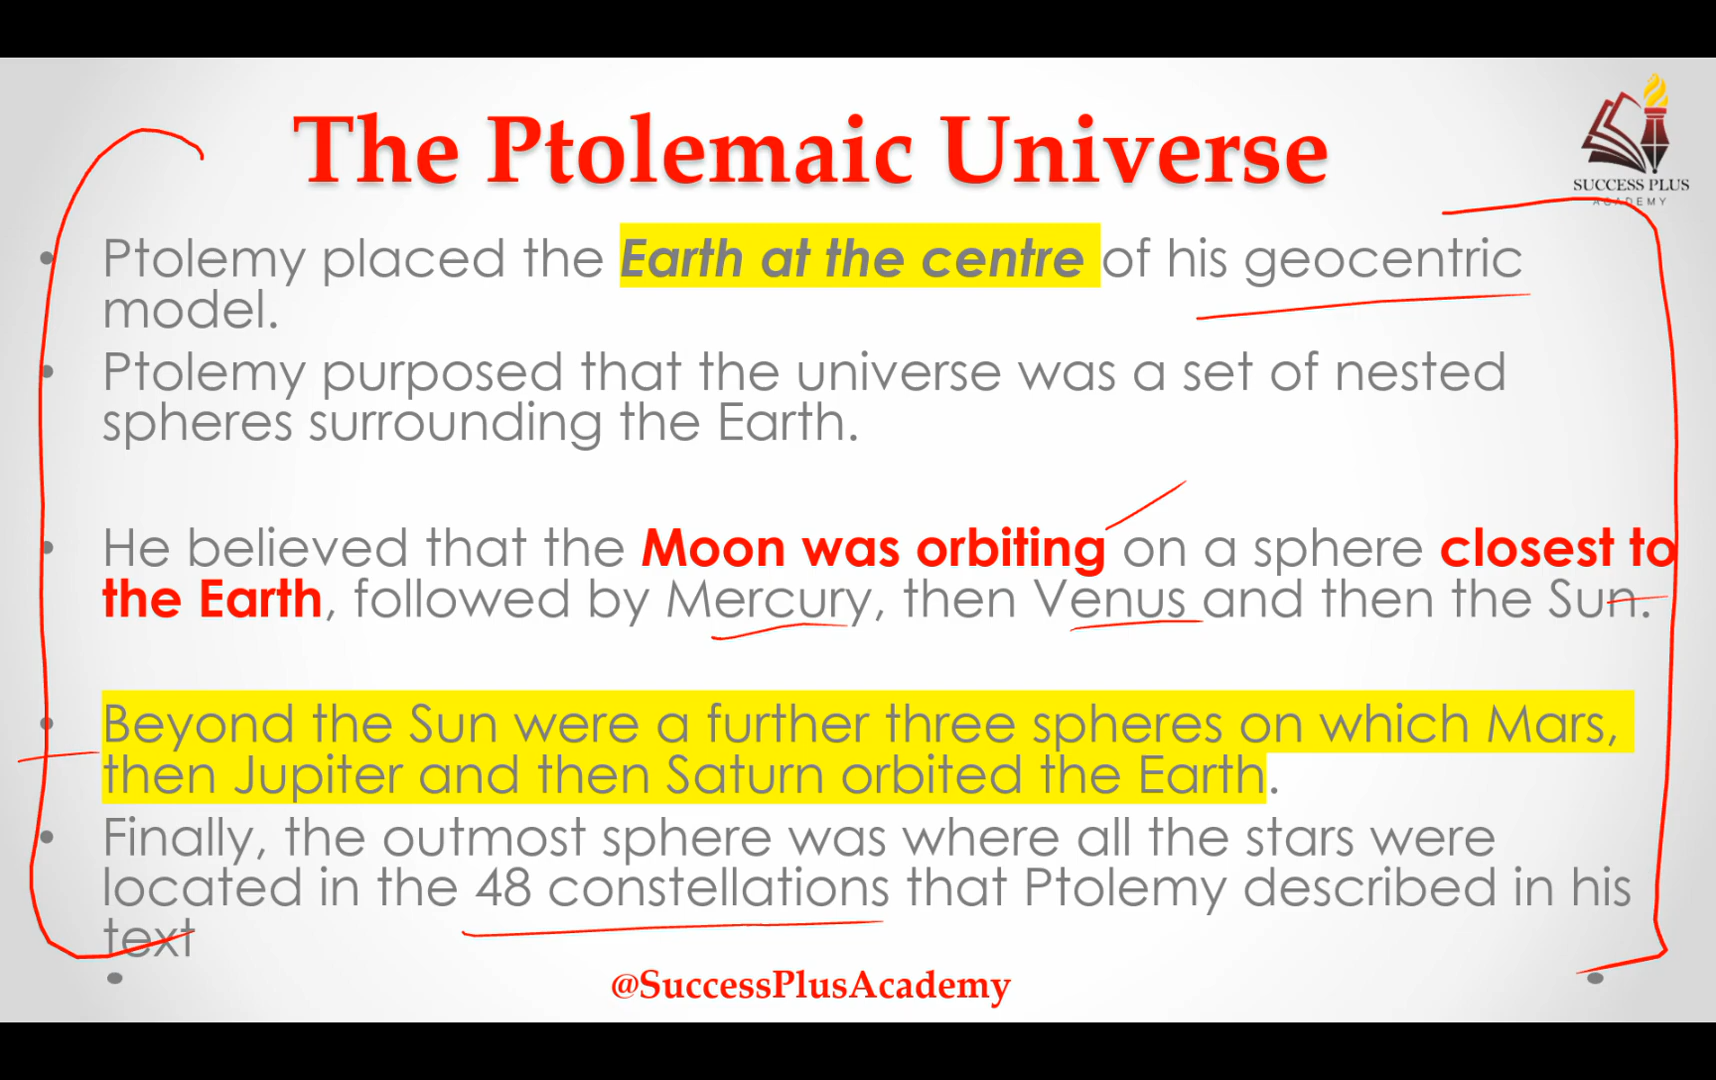 The Ptolemaic Universe
SUCCESS PLUS
ACADEMY
• Ptolemy placed the Earth at the centre of his geocentric
model.
• Ptolemy purposed that the universe was a set of nested
spheres surrounding the Earth.
• He believed that the Moon was orbiting on a sphere closest to
the Earth, followed by Mercury, then Venus and then the Sun.
• Beyond the Sun were a further three spheres on which Mars,
then Jupiter and then Saturn orbited the Earth.
• Finally, the outmost sphere was where all the stars were
located in the 48 constellations that Ptolemy described in his
text
@SuccessPlusAcademy